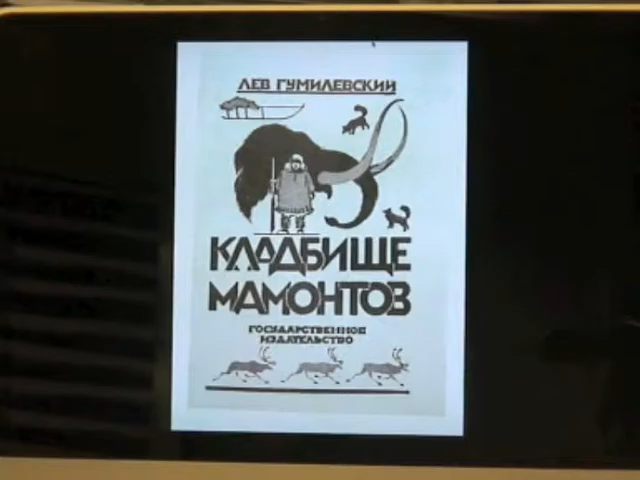 ЛЕВ ГУМИЛЕВСКИЙ
КЛАДБИЩЕ
МАМОНТОВ
ГОСУДАРСТВЕННОЕ
ИЗДАТЕЛЬСТВО